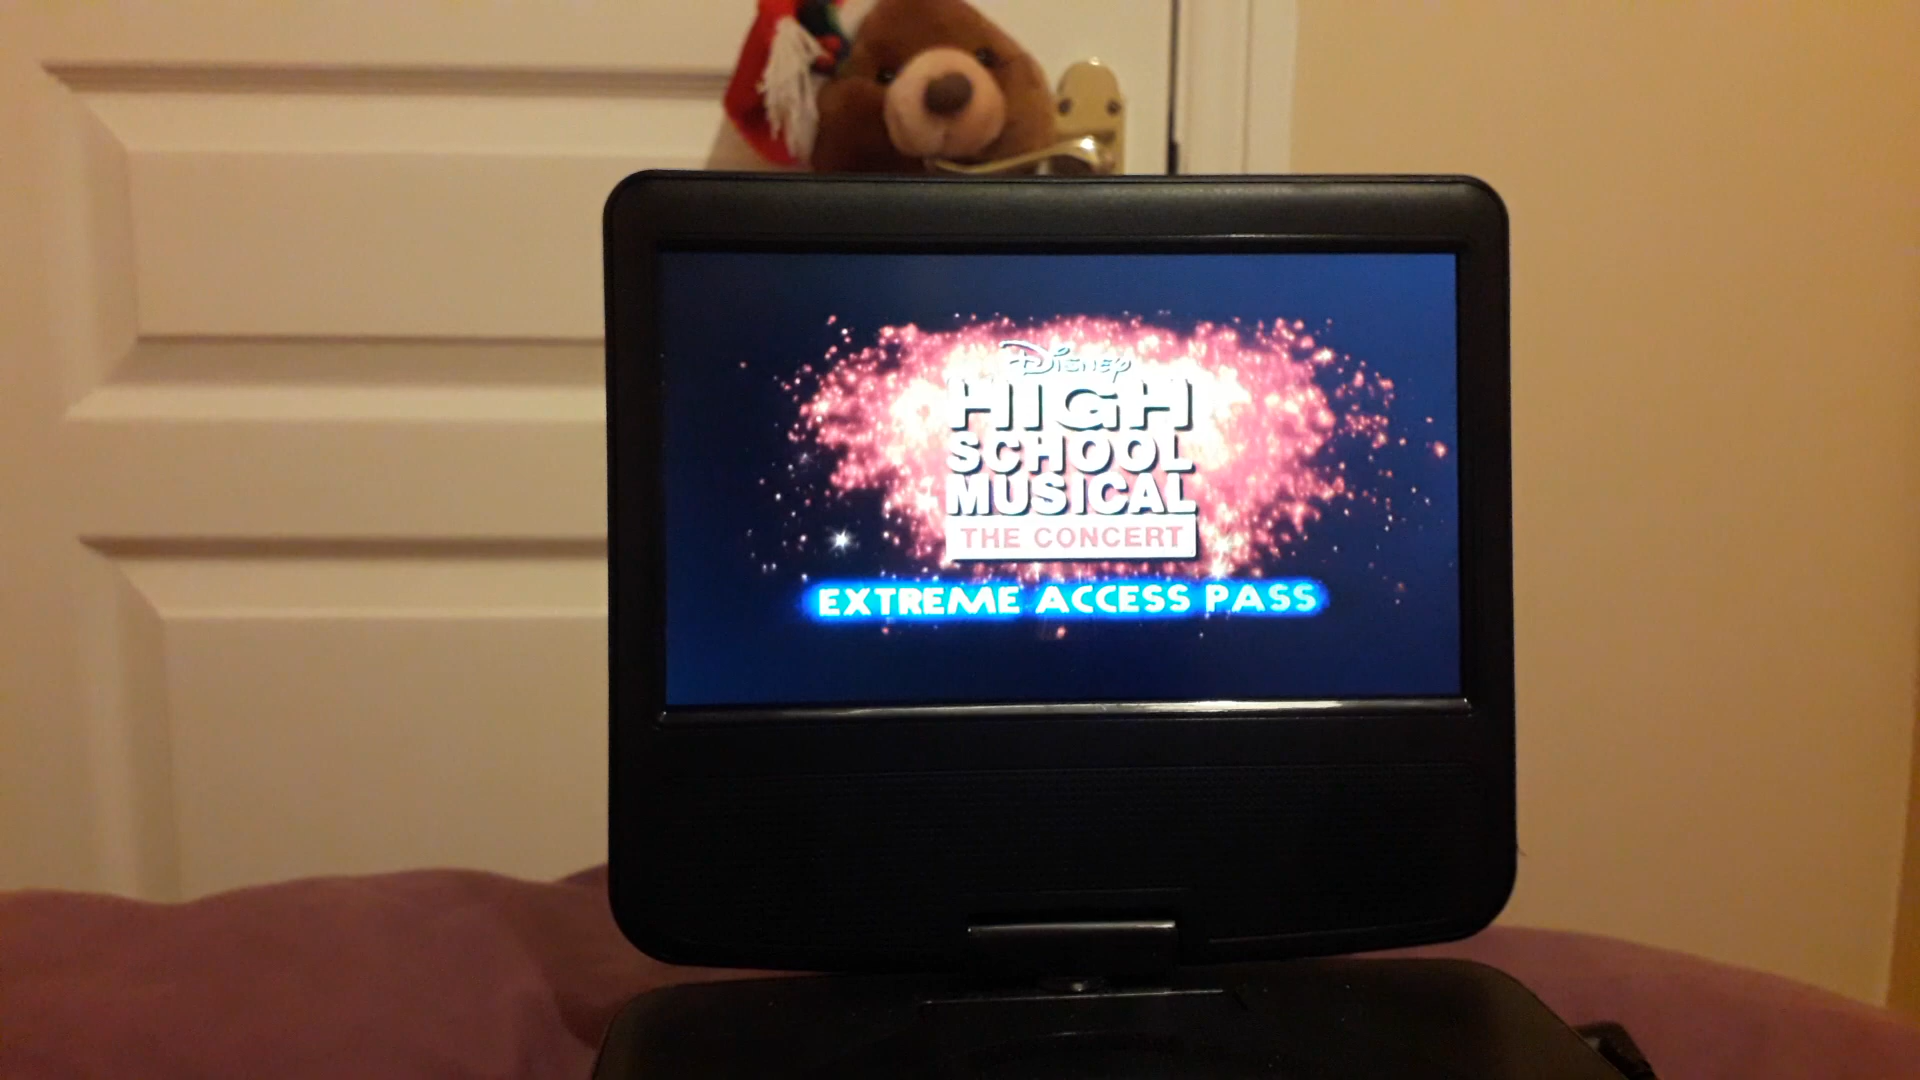 Disney
HIGH
SCHOOL
MUSICAL
THE CONCERT
EXTREME ACCESS PASS